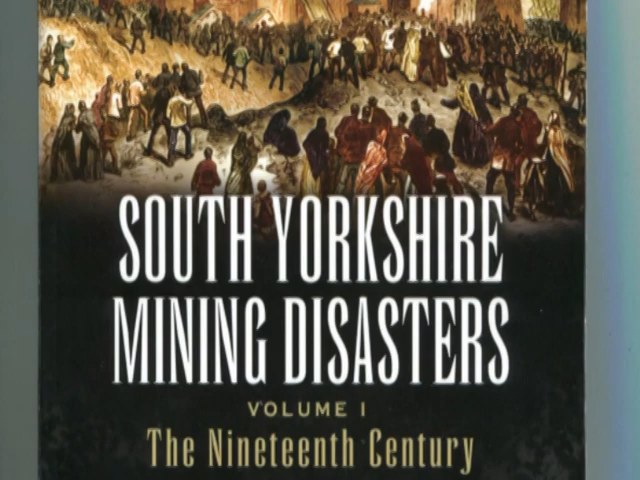 SOUTH YORKSHIRE
MINING DISASTERS
VOLUME I
The Nineteenth Century